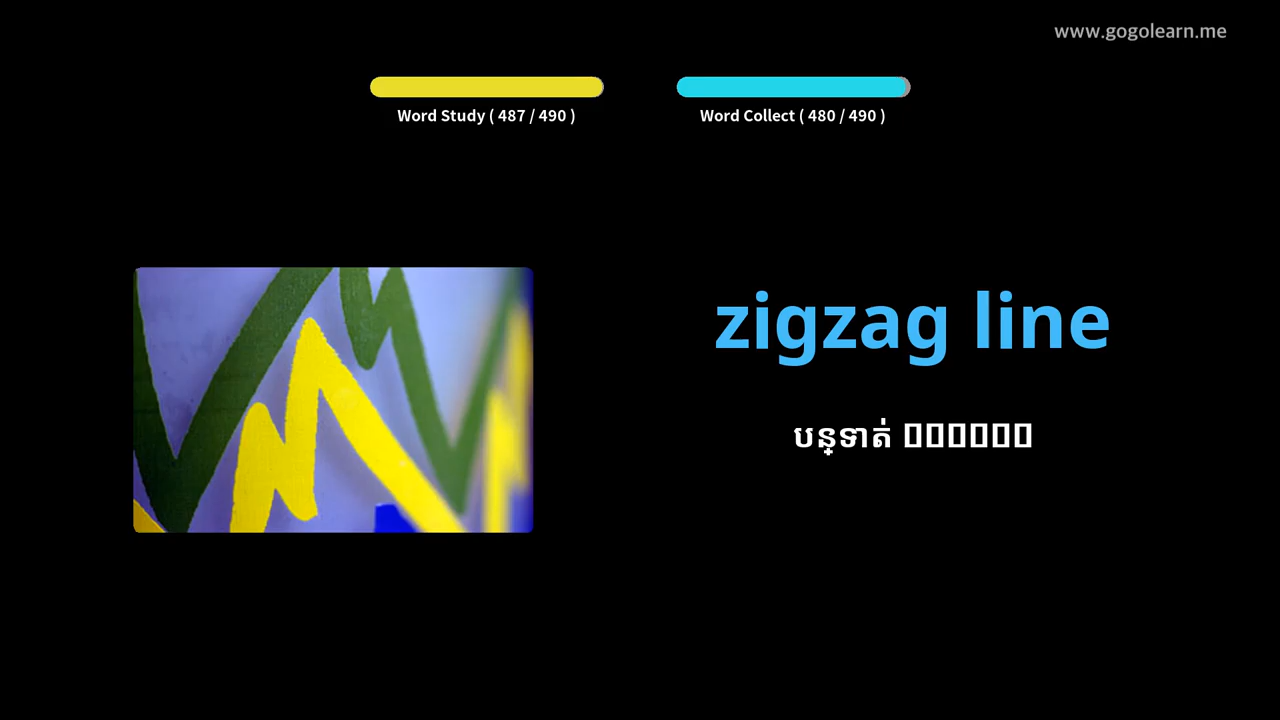 www.gogolearn.me
Word Study ( 487 / 490 )
Word Collect ( 480 / 490 )
zigzag line
បន្ទាត់